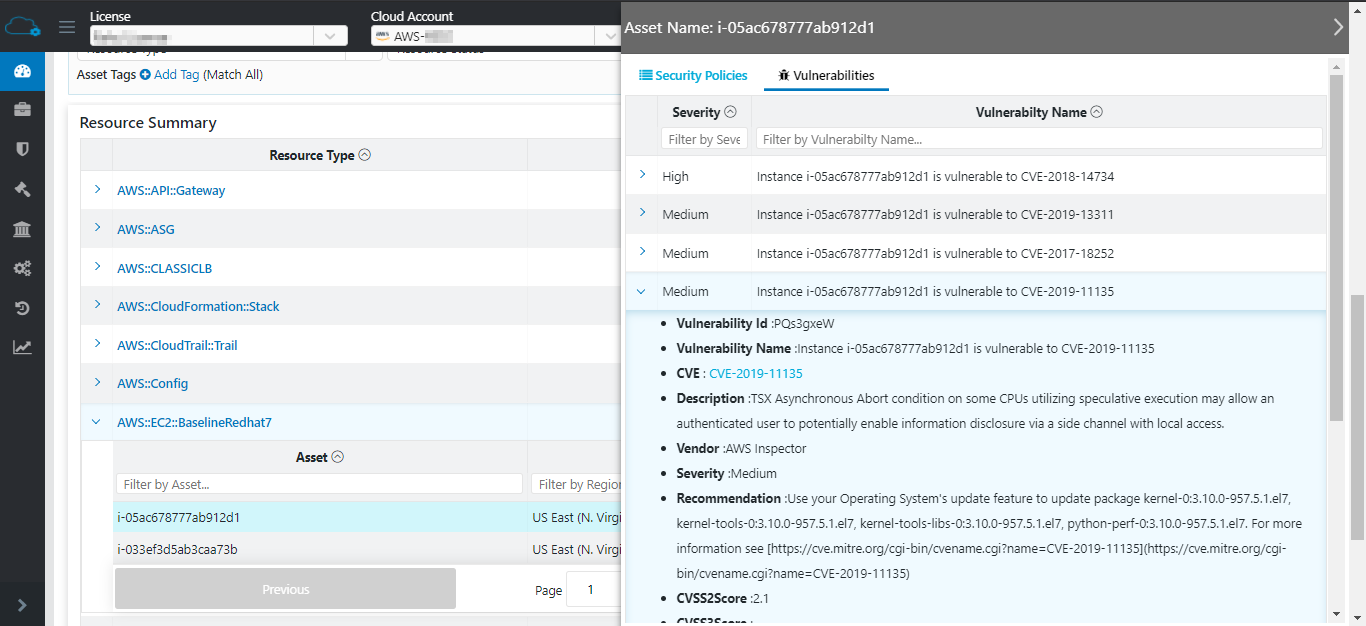 License
Cloud Account
AWS-
Asset Name: i-05ac678777ab912d1
Asset Tags Add Tag (Match All)
Resource Summary
Resource Type
AWS::API::Gateway
AWS::ASG
AWS::CLASSICLB
AWS::CloudFormation::Stack
AWS::CloudTrail::Trail
AWS::Config
AWS::EC2::BaselineRedhat7
Asset
Filter by Asset...
Filter by Region
i-05ac678777ab912d1
US East (N. Virgi
i-033ef3d5ab3caa73b
US East (N. Virgi
Previous
Page 1
Security Policies
Vulnerabilities
Severity
Vulnerabilty Name
Filter by Seve
Filter by Vulnerabilty Name...
High
Instance i-05ac678777ab912d1 is vulnerable to CVE-2018-14734
Medium
Instance i-05ac678777ab912d1 is vulnerable to CVE-2019-13311
Medium
Instance i-05ac678777ab912d1 is vulnerable to CVE-2017-18252
Medium
Instance i-05ac678777ab912d1 is vulnerable to CVE-2019-11135
Vulnerability Id :PQs3gxeW
Vulnerability Name :Instance i-05ac678777ab912d1 is vulnerable to CVE-2019-11135
CVE : CVE-2019-11135
Description :TSX Asynchronous Abort condition on some CPUs utilizing speculative execution may allow an
authenticated user to potentially enable information disclosure via a side channel with local access.
Vendor :AWS Inspector
Severity :Medium
Recommendation :Use your Operating System's update feature to update package kernel-0:3.10.0-957.5.1.el7,
kernel-tools-0:3.10.0-957.5.1.el7, kernel-tools-libs-0:3.10.0-957.5.1.el7, python-perf-0:3.10.0-957.5.1.el7. For more
information see [https://cve.mitre.org/cgi-bin/cvename.cgi?name=CVE-2019-11135](https://cve.mitre.org/cgi-
bin/cvename.cgi?name=CVE-2019-11135)
CVSS2Score :2.1
CVSS3Score :